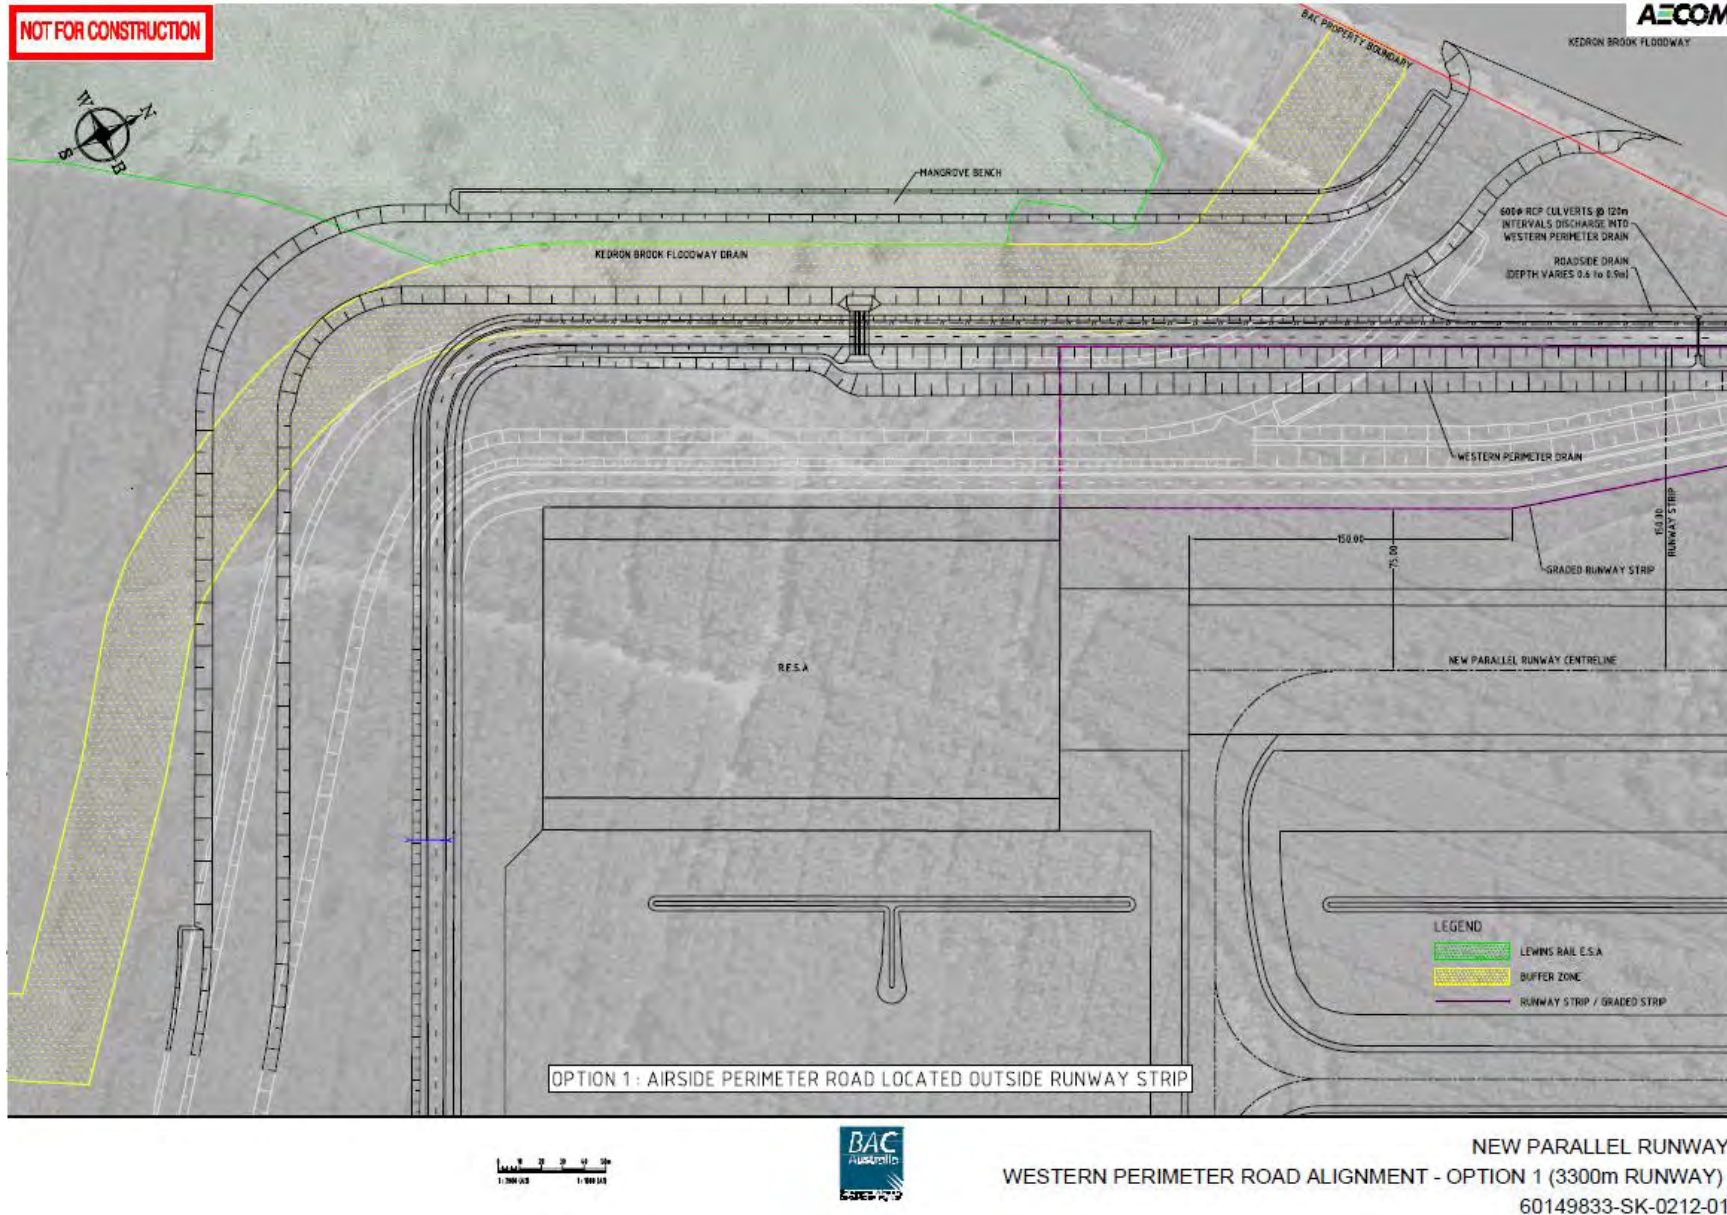 NOT FOR CONSTRUCTION
AECOM
BAC PROPERTY BOUNDARY
KEDRON BROOK FLOODWAY
W
N
S
E
MANGROVE BENCH
600ø RCP CULVERTS @ 120m
INTERVALS DISCHARGE INTO
WESTERN PERIMETER DRAIN
KEDRON BROOK FLOODWAY DRAIN
ROADSIDE DRAIN
(DEPTH VARIES 0.6 to 0.9m)
WESTERN PERIMETER DRAIN
150.00
RUNWAY STRIP
150.00
75.00
GRADED RUNWAY STRIP
R.E.S.A
NEW PARALLEL RUNWAY CENTRELINE
LEGEND
LEWINS RAIL E.S.A
BUFFER ZONE
RUNWAY STRIP / GRADED STRIP
OPTION 1 : AIRSIDE PERIMETER ROAD LOCATED OUTSIDE RUNWAY STRIP
BAC
Australia
NEW PARALLEL RUNWAY
WESTERN PERIMETER ROAD ALIGNMENT - OPTION 1 (3300m RUNWAY)
60149833-SK-0212-01